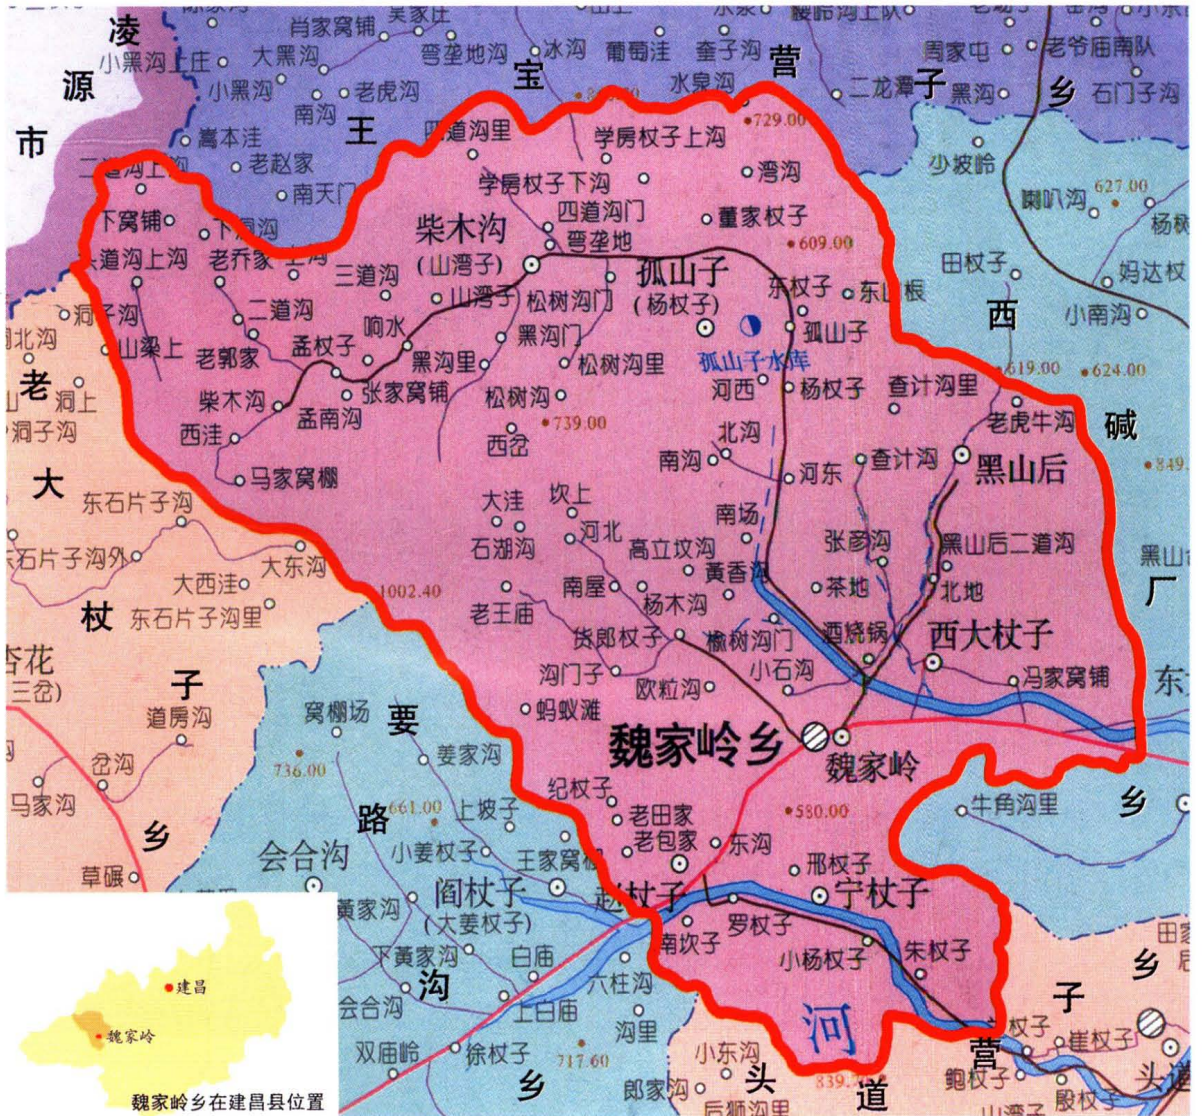 肖家窝铺
吴家庄
凌
小黑沟上庄
大黑沟
弯垄地沟
冰沟
葡萄洼
奎子沟
周家屯
老爷庙南队
源
小黑沟
老虎沟
宝
水泉沟
营
二龙潭
子
黑沟
乡
石门子沟
南沟
王
729.00
市
嵩本洼
四道沟里
学房杖子上沟
少坡岭
二道沟上沟
老赵家
南天门
学房杖子下沟
湾沟
喇叭沟
627.00
下窝铺
下洞沟
柴木沟
四道沟门
董家杖子
(山湾子)
弯垄地
609.00
头道沟上沟
老乔家
三道沟
孤山子
田杖子
妈达杖
山湾子
松树沟门
(杨杖子)
东杖子
东山根
西
小南沟
洞子沟
二道沟
响水
黑沟门
孤山子
山梁上
老郭家
孟杖子
黑沟里
松树沟里
孤山子水库
619.00
624.00
老
洞上
柴木沟
张家窝铺
松树沟
河西
杨杖子
查计沟里
洞子沟
孟南沟
739.00
老虎牛沟
碱
西洼
西岔
北沟
南沟
查计沟
黑山后
849.
大
马家窝棚
河东
东石片子沟
大洼
坎上
南场
河北
石湖沟
高立坟沟
张彦沟
黑山后二道沟
东石片子沟外
大东沟
黄香沟
大西洼
1002.40
南屋
茶地
北地
厂
杖
东石片子沟里
老王庙
杨木沟
货郎杖子
榆树沟门
酒烧锅
西大杖子
杏花
三岔)
子
沟门子
小石沟
冯家窝铺
欧粒沟
道房沟
窝棚场
要
蚂蚁滩
魏家岭乡
岔沟
姜家沟
736.00
魏家岭
马家沟
纪杖子
牛角沟里
乡
661.00
上坡子
580.00
乡
路
老田家
会合沟
小姜杖子
王家窝棚
老包家
东沟
邢杖子
草碾
阎杖子
赵杖子
宁杖子
黄家沟
(大姜杖子)
罗杖子
南坎子
下黄家沟
白庙
小杨杖子
朱杖子
乡
建昌
沟
六柱沟
会合沟
上白庙
子
河
沟里
魏家岭
双庙岭
徐杖子
717.60
小东沟
营
崔杖子
乡
郎家沟
头
839.
道
鲍杖子
后狮沟里
殷杖子
头道
山湾子
魏家岭乡在建昌县位置